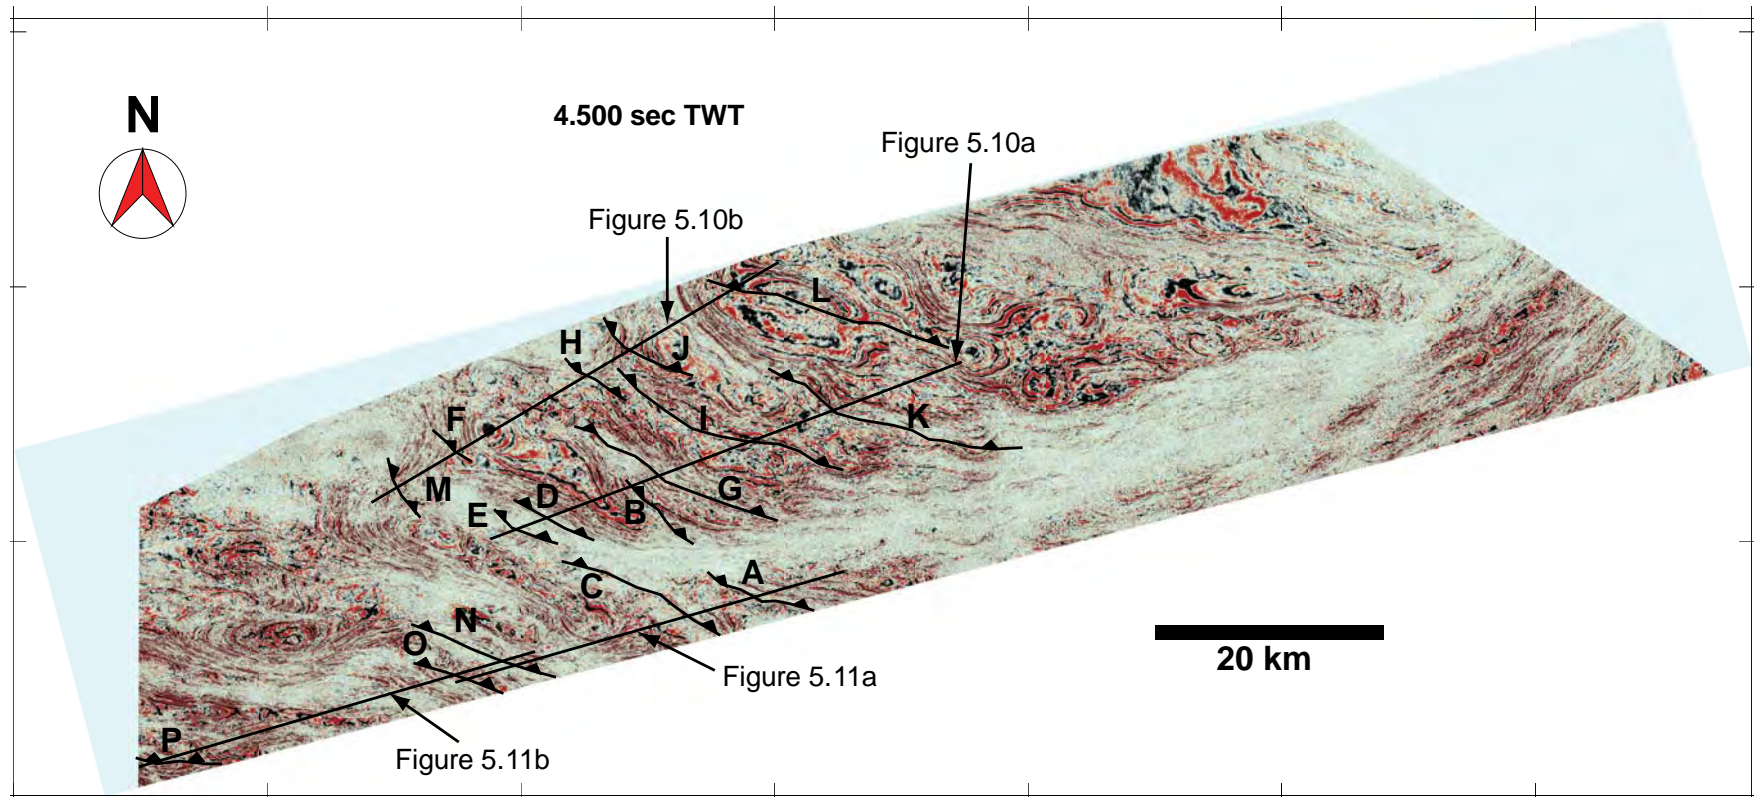 N
4.500 sec TWT
Figure 5.10a
Figure 5.10b
L
H
J
F
I
K
M
D
G
E
B
A
C
N
O
20 km
Figure 5.11a
P
Figure 5.11b